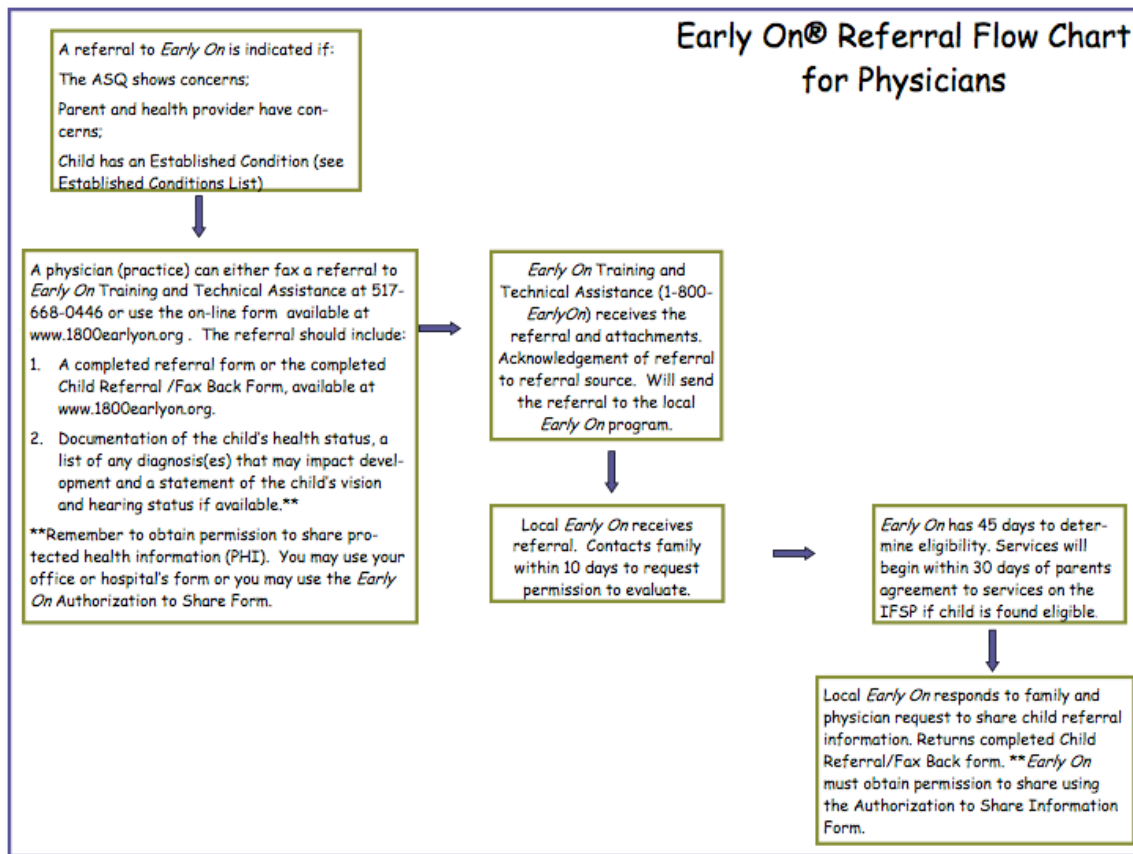 Early On® Referral Flow Chart
for Physicians
A referral to Early On is indicated if:
The ASQ shows concerns;
Parent and health provider have con-
cerns;
Child has an Established Condition (see
Established Conditions List)
A physician (practice) can either fax a referral to
Early On Training and Technical Assistance at 517-
668-0446 or use the on-line form available at
www.1800earlyon.org . The referral should include:
1. A completed referral form or the completed
Child Referral /Fax Back Form, available at
www.1800earlyon.org.
2. Documentation of the child's health status, a
list of any diagnosis(es) that may impact devel-
opment and a statement of the child's vision
and hearing status if available.**
**Remember to obtain permission to share pro-
tected health information (PHI). You may use your
office or hospital's form or you may use the Early
On Authorization to Share Form.
Early On Training and
Technical Assistance (1-800-
EarlyOn) receives the
referral and attachments.
Acknowledgement of referral
to referral source. Will send
the referral to the local
Early On program.
Local Early On receives
referral. Contacts family
within 10 days to request
permission to evaluate.
Early On has 45 days to deter-
mine eligibility. Services will
begin within 30 days of parents
agreement to services on the
IFSP if child is found eligible.
Local Early On responds to family and
physician request to share child referral
information. Returns completed Child
Referral/Fax Back form. **Early On
must obtain permission to share using
the Authorization to Share Information
Form.